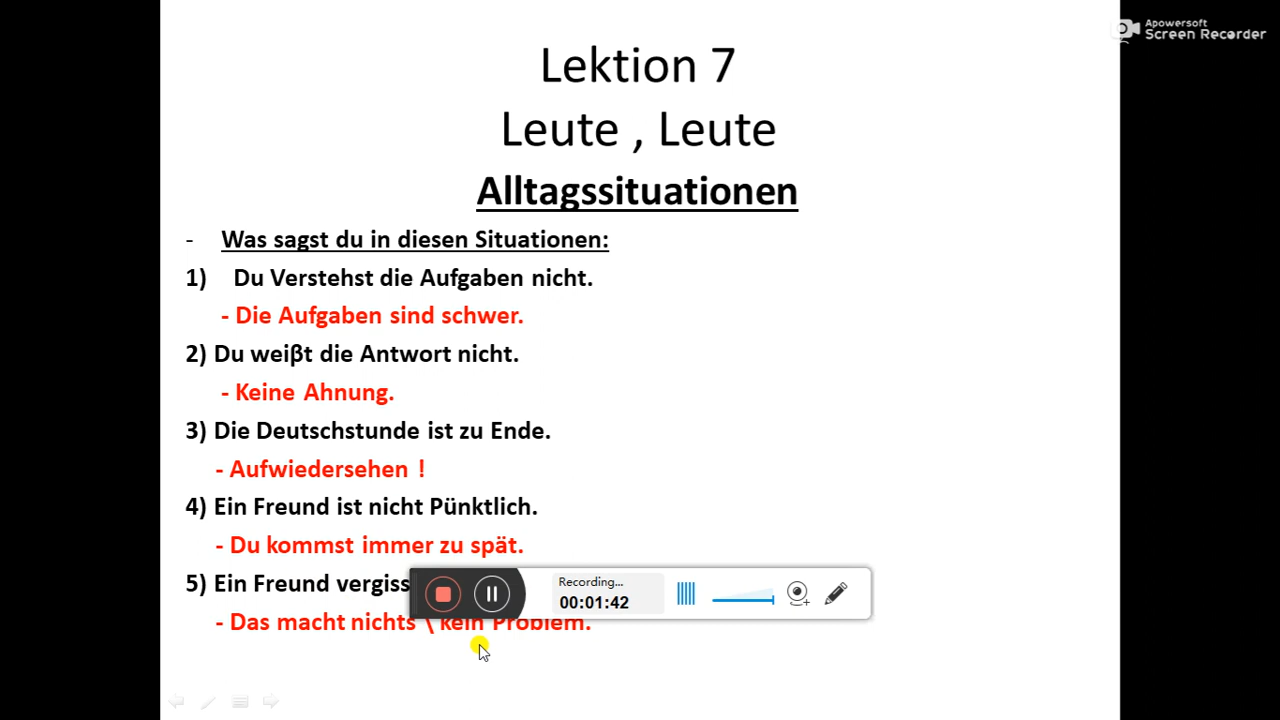 Apowersoft
Screen Recorder
Lektion 7
Leute , Leute
Alltagssituationen
- Was sagst du in diesen Situationen:
1) Du Verstehst die Aufgaben nicht.
- Die Aufgaben sind schwer.
2) Du weiβt die Antwort nicht.
- Keine Ahnung.
3) Die Deutschstunde ist zu Ende.
- Aufwiedersehen !
4) Ein Freund ist nicht Pünktlich.
- Du kommst immer zu spät.
5) Ein Freund vergiss
Recording...
00:01:42
- Das macht nichts \ kein Problem.